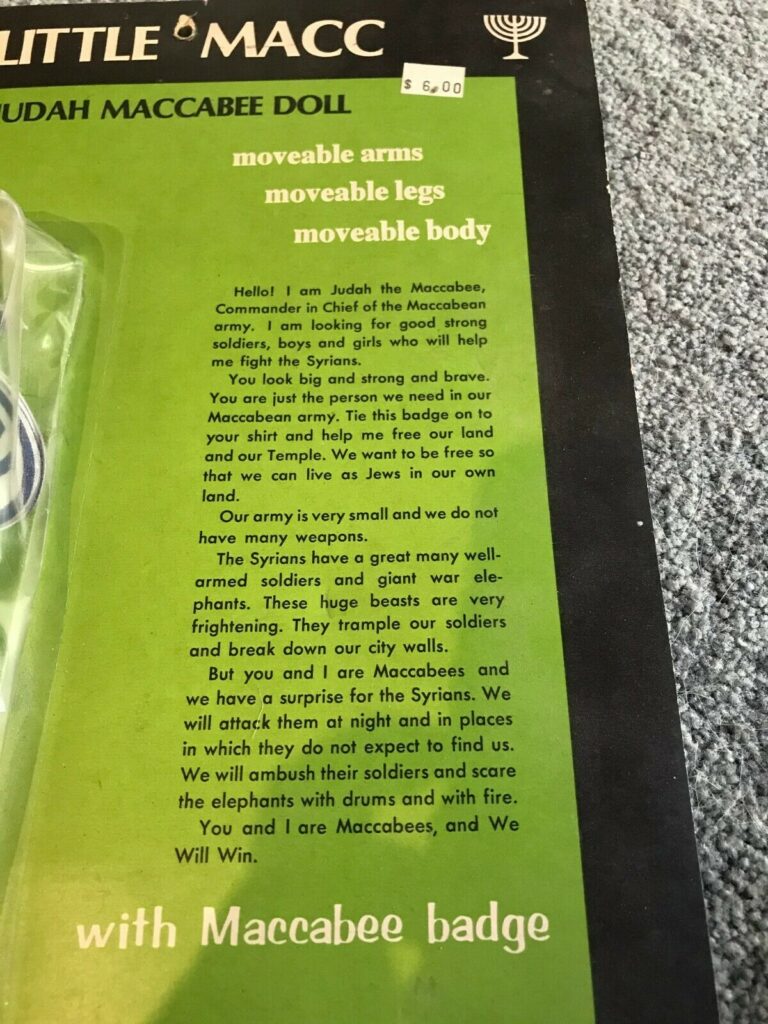 LITTLE MACC
$ 6.00
JUDAH MACCABEE DOLL
moveable arms
moveable legs
moveable body
Hello! I am Judah the Maccabee,
Commander in Chief of the Maccabean
army. I am looking for good strong
soldiers, boys and girls who will help
me fight the Syrians.
You look big and strong and brave.
You are just the person we need in our
Maccabean army. Tie this badge on to
your shirt and help me free our land
and our Temple. We want to be free so
that we can live as Jews in our own
land.
Our army is very small and we do not
have many weapons.
The Syrians have a great many well-
armed soldiers and giant war ele-
phants. These huge beasts are very
frightening. They trample our soldiers
and break down our city walls.
But you and I are Maccabees and
we have a surprise for the Syrians. We
will attack them at night and in places
in which they do not expect to find us.
We will ambush their soldiers and scare
the elephants with drums and with fire.
You and I are Maccabees, and We
Will Win.
with Maccabee badge